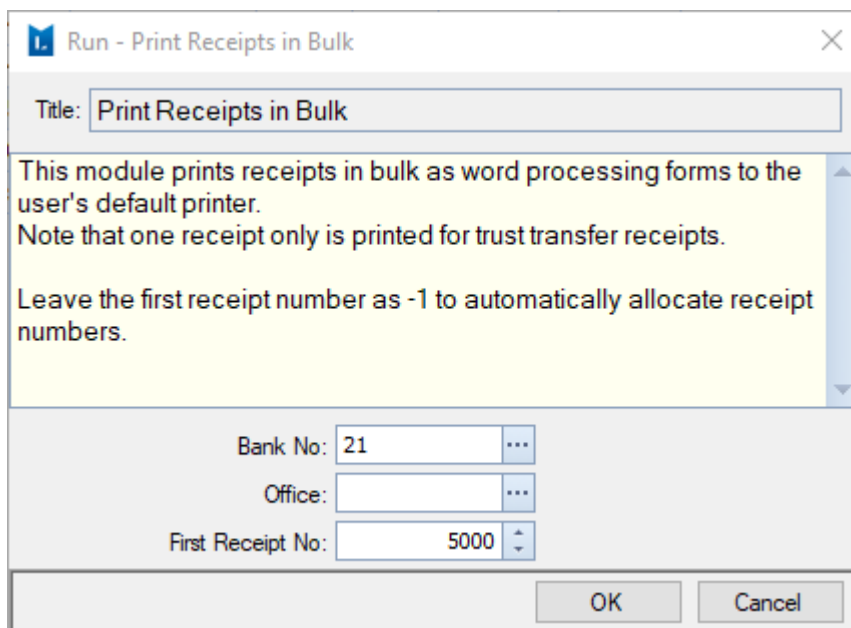 Run - Print Receipts in Bulk
Title: Print Receipts in Bulk
This module prints receipts in bulk as word processing forms to the
user's default printer.
Note that one receipt only is printed for trust transfer receipts.
Leave the first receipt number as -1 to automatically allocate receipt
numbers.
Bank No: 21 ...
Office: ...
First Receipt No: 5000
OK Cancel